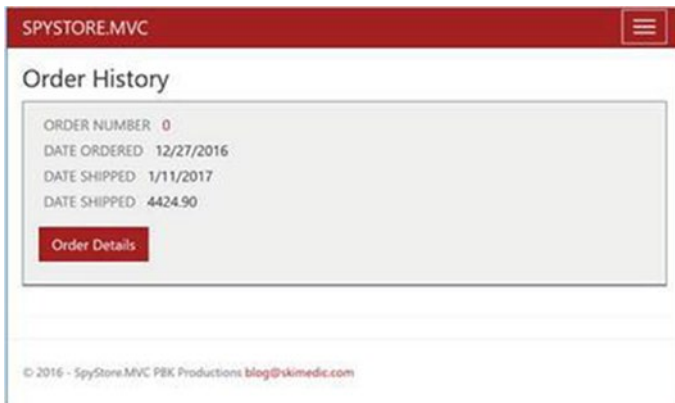 SPYSTORE.MVC
Order History
ORDER NUMBER 0
DATE ORDERED 12/27/2016
DATE SHIPPED 1/11/2017
DATE SHIPPED 4424.90
Order Details
© 2016 - SpyStore.MVC PBK Productions blog@skimedic.com